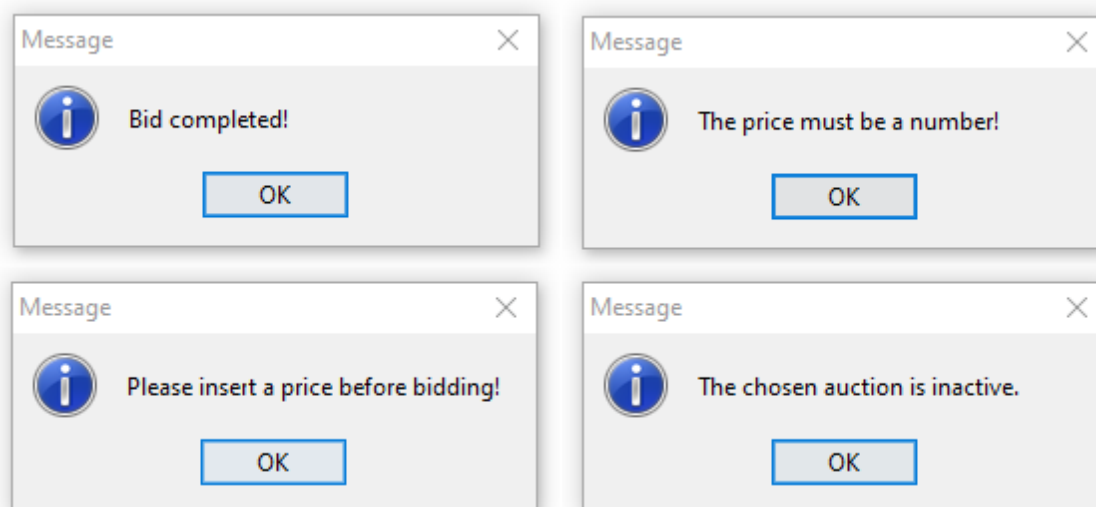 Message
Bid completed!
OK
Message
The price must be a number!
OK
Message
Please insert a price before bidding!
OK
Message
The chosen auction is inactive.
OK